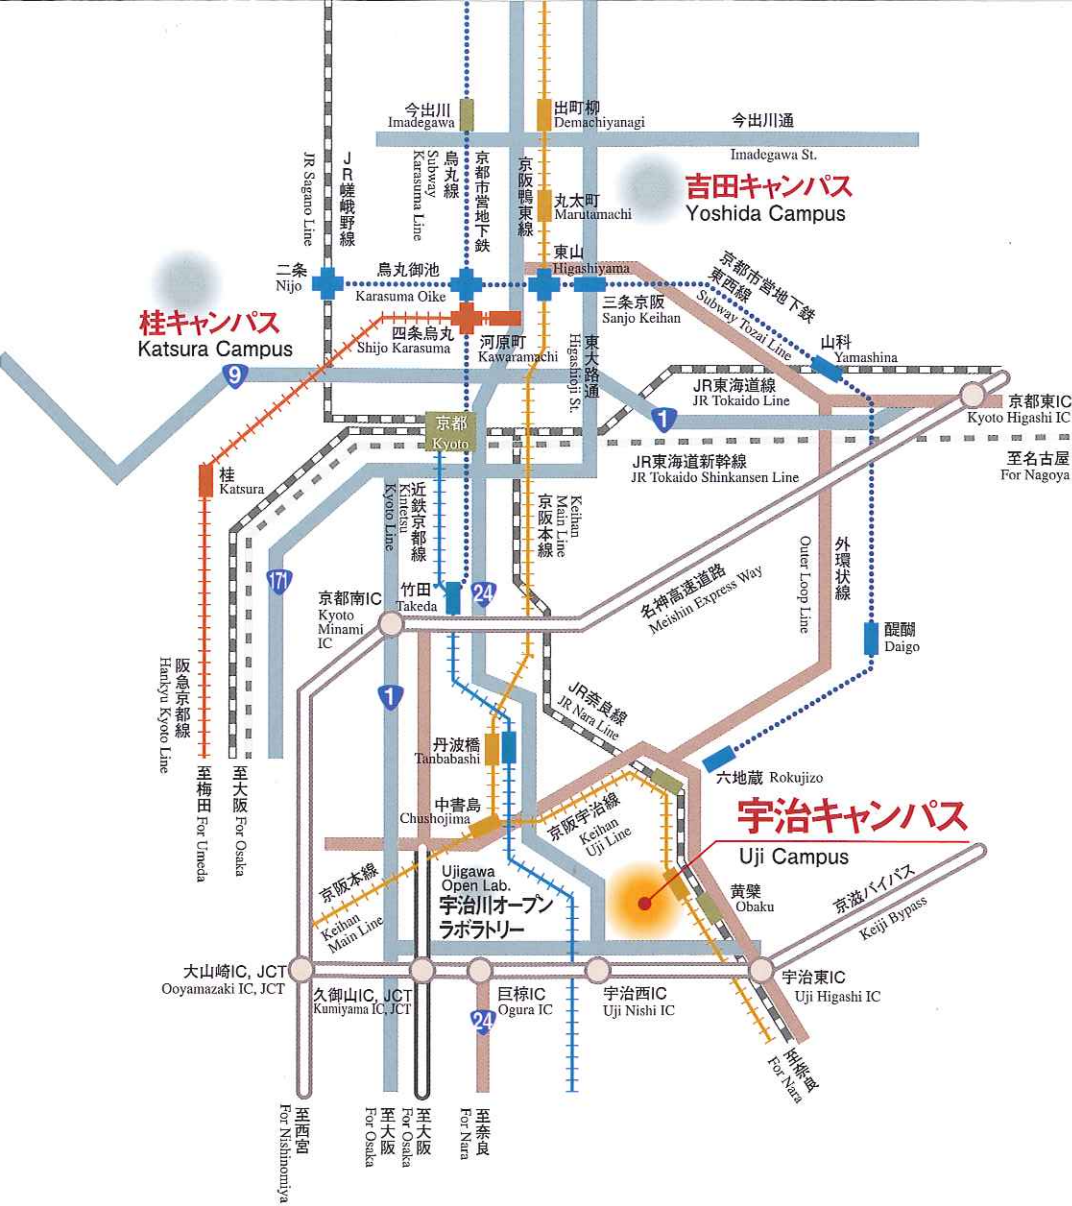 今出川
Imadegawa
出町柳
Demachiyanagi
今出川通
Imadegawa St.
JR嵯峨野線
JR Sagano Line
烏丸線
Subway
Karasuma Line
京都市営地下鉄
京阪鴨東線
丸太町
Marutamachi
吉田キャンパス
Yoshida Campus
東山
Higashiyama
二条
Nijo
烏丸御池
Karasuma Oike
三条京阪
Sanjo Keihan
京都市営地下鉄
東西線
Subway Tozai Line
桂キャンパス
Katsura Campus
四条烏丸
Shijo Karasuma
河原町
Kawaramachi
東大路通
Higashioji St.
山科
Yamashina
9
1
JR東海道線
JR Tokaido Line
京都東IC
Kyoto Higashi IC
京都
Kyoto
JR東海道新幹線
JR Tokaido Shinkansen Line
至名古屋
For Nagoya
桂
Katsura
近鉄京都線
Kintetsu
Kyoto Line
京阪本線
Keihan
Main Line
171
竹田
Takeda
24
京都南IC
Kyoto
Minami
IC
名神高速道路
Meishin Express Way
外環状線
Outer Loop Line
醍醐
Daigo
阪急京都線
Hankyu Kyoto Line
1
JR奈良線
JR Nara Line
丹波橋
Tanbabashi
六地蔵 Rokujizo
至梅田 For Umeda
至大阪 For Osaka
中書島
Chushojima
京阪宇治線
Keihan
Uji Line
宇治キャンパス
Uji Campus
京阪本線
Keihan
Main Line
Ujigawa
Open Lab.
宇治川オープン
ラボラトリー
黄檗
Obaku
京滋バイパス
Keiji Bypass
大山崎IC, JCT
Ooyamazaki IC, JCT
久御山IC, JCT
Kumiyama IC, JCT
巨椋IC
Ogura IC
24
宇治西IC
Uji Nishi IC
宇治東IC
Uji Higashi IC
至西宮
For Nishinomiya
至大阪
For Osaka
至大阪
For Osaka
至奈良
For Nara
至奈良
For Nara